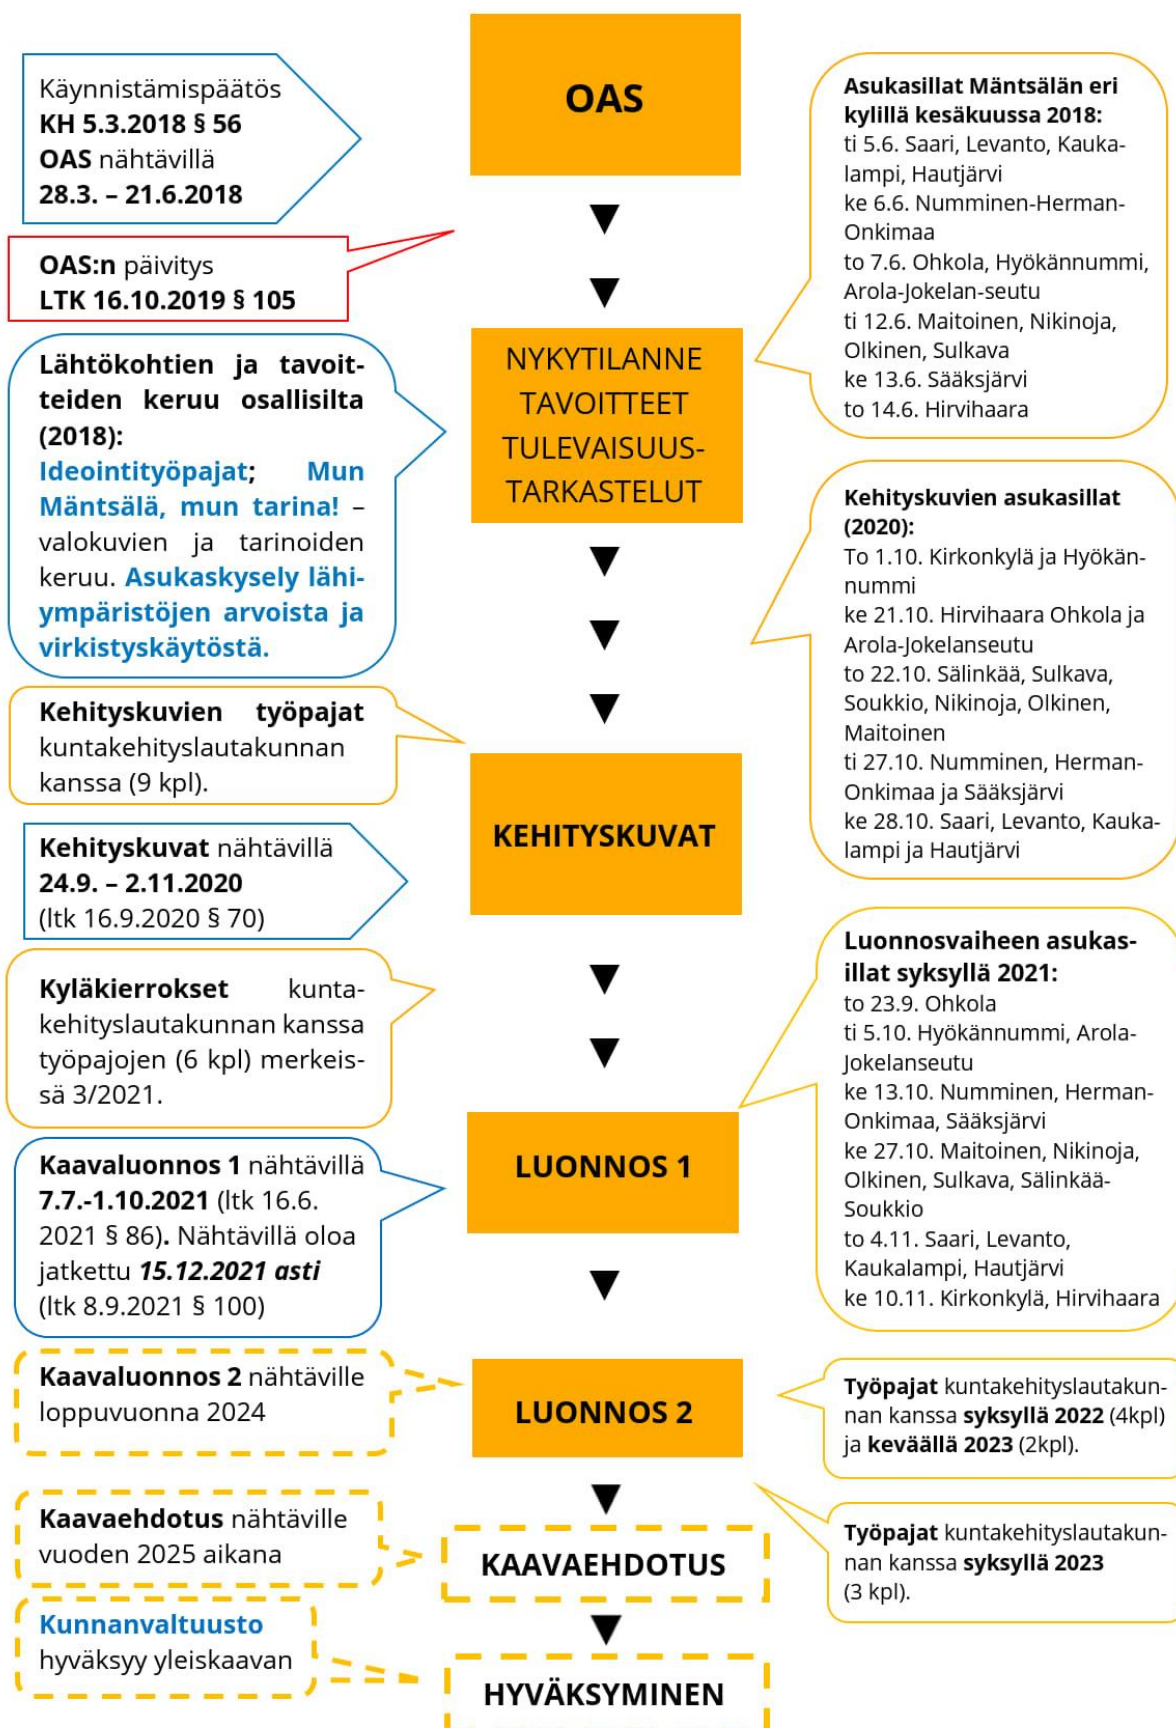 OAS
Käynnistämispäätös
KH 5.3.2018 § 56
OAS nähtävillä
28.3. – 21.6.2018
OAS:n päivitys
LTK 16.10.2019 § 105
Asukasillat Mäntsälän eri
kylillä kesäkuussa 2018:
ti 5.6. Saari, Levanto, Kauka-
lampi, Hautjärvi
ke 6.6. Numminen-Herman-
Onkimaa
to 7.6. Ohkola, Hyökännummi,
Arola-Jokelan-seutu
ti 12.6. Maitoinen, Nikinoja,
Olkinen, Sulkava
ke 13.6. Sääksjärvi
to 14.6. Hirvihaara
NYKYTILANNE
TAVOITTEET
TULEVAISUUS-
TARKASTELUT
Lähtökohtien ja tavoit-
teiden keruu osallisilta
(2018):
Ideointityöpajat; Mun
Mäntsälä, mun tarina! –
valokuvien ja tarinoiden
keruu. Asukaskysely lähi-
ympäristöjen arvoista ja
virkistyskäytöstä.
Kehityskuvien asukasillat
(2020):
To 1.10. Kirkonkylä ja Hyökän-
nummi
ke 21.10. Hirvihaara Ohkola ja
Arola-Jokelanseutu
to 22.10. Sälinkää, Sulkava,
Soukkio, Nikinoja, Olkinen,
Maitoinen
ti 27.10. Numminen, Herman-
Onkimaa ja Sääksjärvi
ke 28.10. Saari, Levanto, Kauka-
lampi ja Hautjärvi
Kehityskuvien työpajat
kuntakehityslautakunnan
kanssa (9 kpl).
KEHITYSKUVAT
Kehityskuvat nähtävillä
24.9. – 2.11.2020
(ltk 16.9.2020 § 70)
Kyläkierrokset kunta-
kehityslautakunnan kanssa
työpajojen (6 kpl) merkeis-
sä 3/2021.
Luonnosvaiheen asukas-
illat syksyllä 2021:
to 23.9. Ohkola
ti 5.10. Hyökännummi, Arola-
Jokelanseutu
ke 13.10. Numminen, Herman-
Onkimaa, Sääksjärvi
ke 27.10. Maitoinen, Nikinoja,
Olkinen, Sulkava, Sälinkää-
Soukkio
to 4.11. Saari, Levanto,
Kaukalampi, Hautjärvi
ke 10.11. Kirkonkylä, Hirvihaara
LUONNOS 1
Kaavaluonnos 1 nähtävillä
7.7.-1.10.2021 (ltk 16.6.
2021 § 86). Nähtävillä oloa
jatkettu 15.12.2021 asti
(ltk 8.9.2021 § 100)
Kaavaluonnos 2 nähtäville
loppuvuonna 2024
LUONNOS 2
Työpajat kuntakehityslautakun-
nan kanssa syksyllä 2022 (4kpl)
ja keväällä 2023 (2kpl).
Kaavaehdotus nähtäville
vuoden 2025 aikana
KAAVAEHDOTUS
Työpajat kuntakehityslautakun-
nan kanssa syksyllä 2023
(3 kpl).
Kunnanvaltuusto
hyväksyy yleiskaavan
HYVÄKSYMINEN